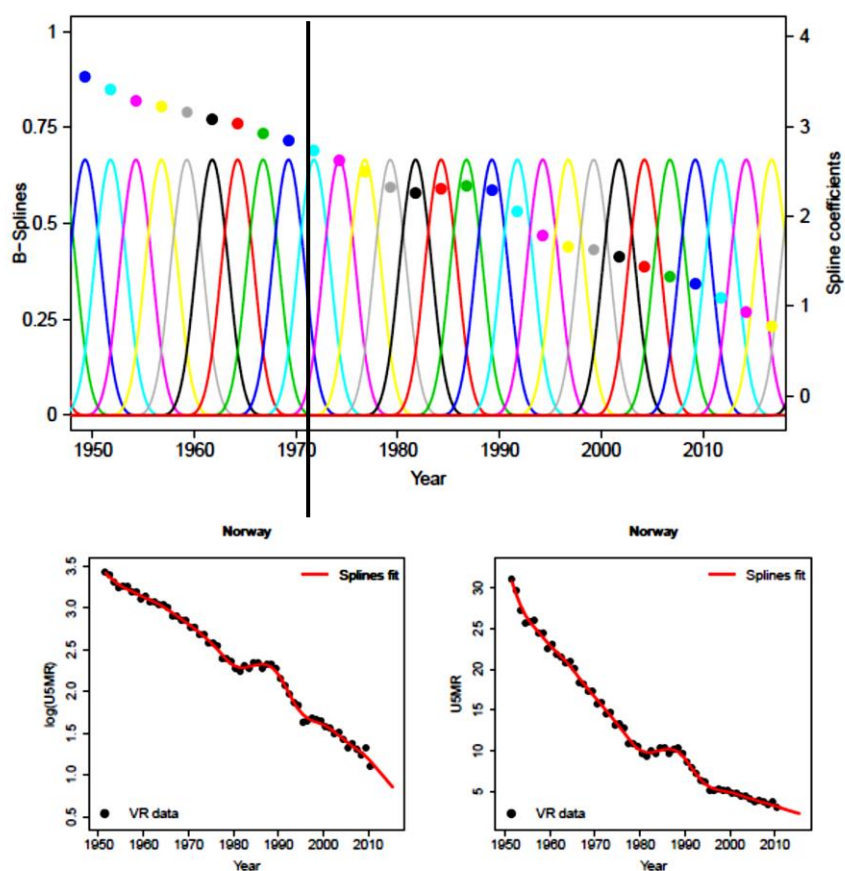 1
0.75
0.5
0.25
0
B-Splines
4
3
2
1
0
Spline coefficients
1950 1960 1970 1980 1990 2000 2010
Year
Norway
3.5
3.0
2.5
2.0
1.5
1.0
0.5
log(U5MR)
Splines fit
VR data
1950 1960 1970 1980 1990 2000 2010
Year
Norway
30
25
20
15
10
5
U5MR
Splines fit
VR data
1950 1960 1970 1980 1990 2000 2010
Year